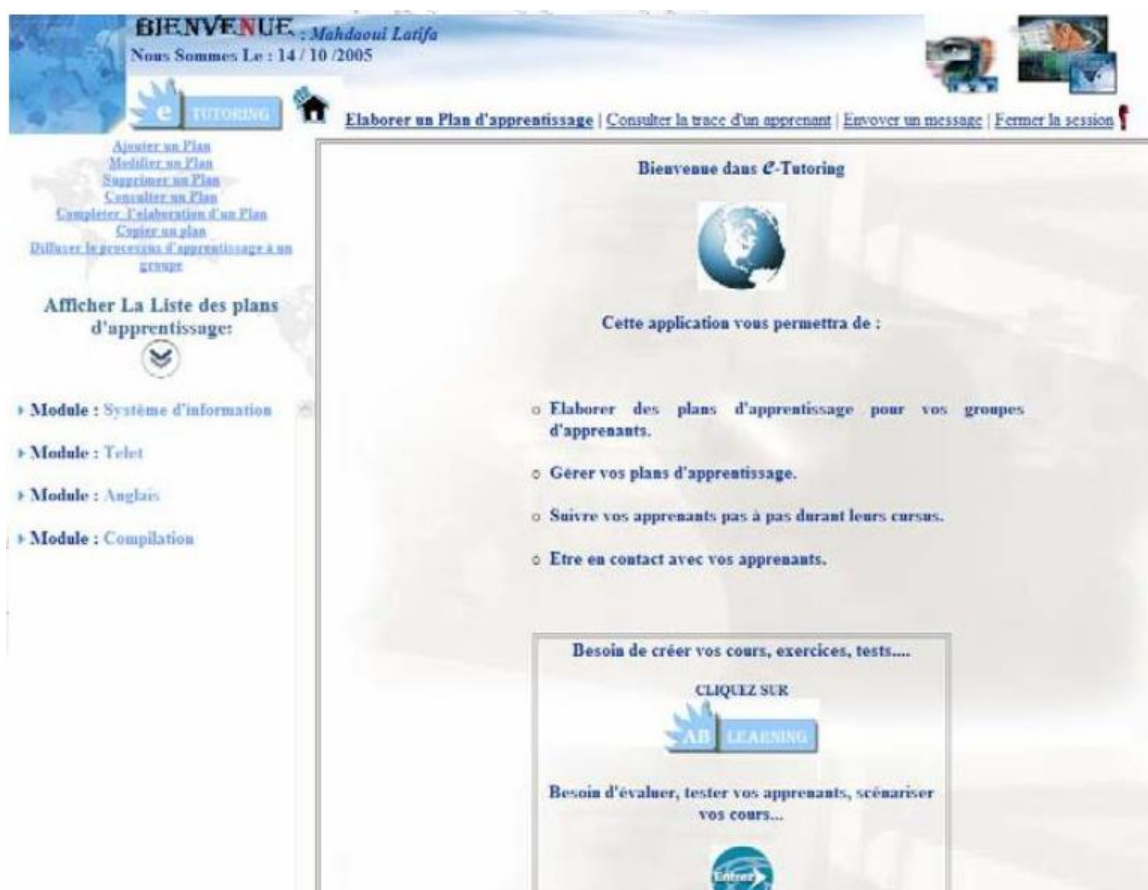 BIENVENUE : Mahdaoui Latifa
Nous Sommes Le : 14 / 10 /2005
e TUTORING
Elaborer un Plan d'apprentissage | Consulter la trace d'un apprenant | Envoyer un message | Fermer la session
Ajouter un Plan
Modifier un Plan
Supprimer un Plan
Consulter un Plan
Completer l'elaboration d'un Plan
Copier un plan
Diffuser le processus d'apprentissage à un
groupe
Afficher La Liste des plans
d'apprentissage:
Module : Système d'information
Module : Telet
Module : Anglais
Module : Compilation
Bienvenue dans e-Tutoring
Cette application vous permettra de :
Elaborer des plans d'apprentissage pour vos groupes
d'apprenants.
Gérer vos plans d'apprentissage.
Suivre vos apprenants pas à pas durant leurs cursus.
Etre en contact avec vos apprenants.
Besoin de créer vos cours, exercices, tests....
CLIQUEZ SUR
AB LEARNING
Besoin d'évaluer, tester vos apprenants, scénariser
vos cours...
Entrer